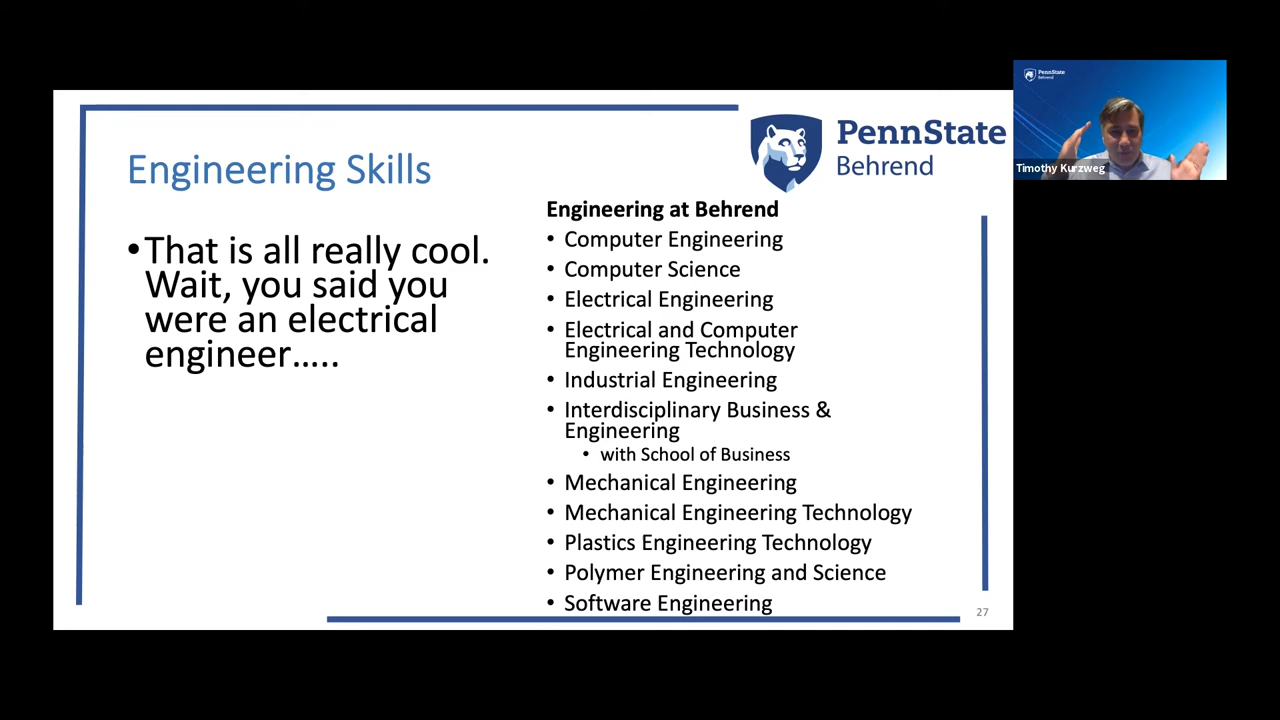 Engineering Skills
•That is all really cool.
Wait, you said you
were an electrical
engineer…..
PennState
Behrend
Engineering at Behrend
• Computer Engineering
• Computer Science
• Electrical Engineering
• Electrical and Computer
Engineering Technology
• Industrial Engineering
• Interdisciplinary Business &
Engineering
• with School of Business
• Mechanical Engineering
• Mechanical Engineering Technology
• Plastics Engineering Technology
• Polymer Engineering and Science
• Software Engineering
27
PennState
Behrend
Timothy Kurzweg